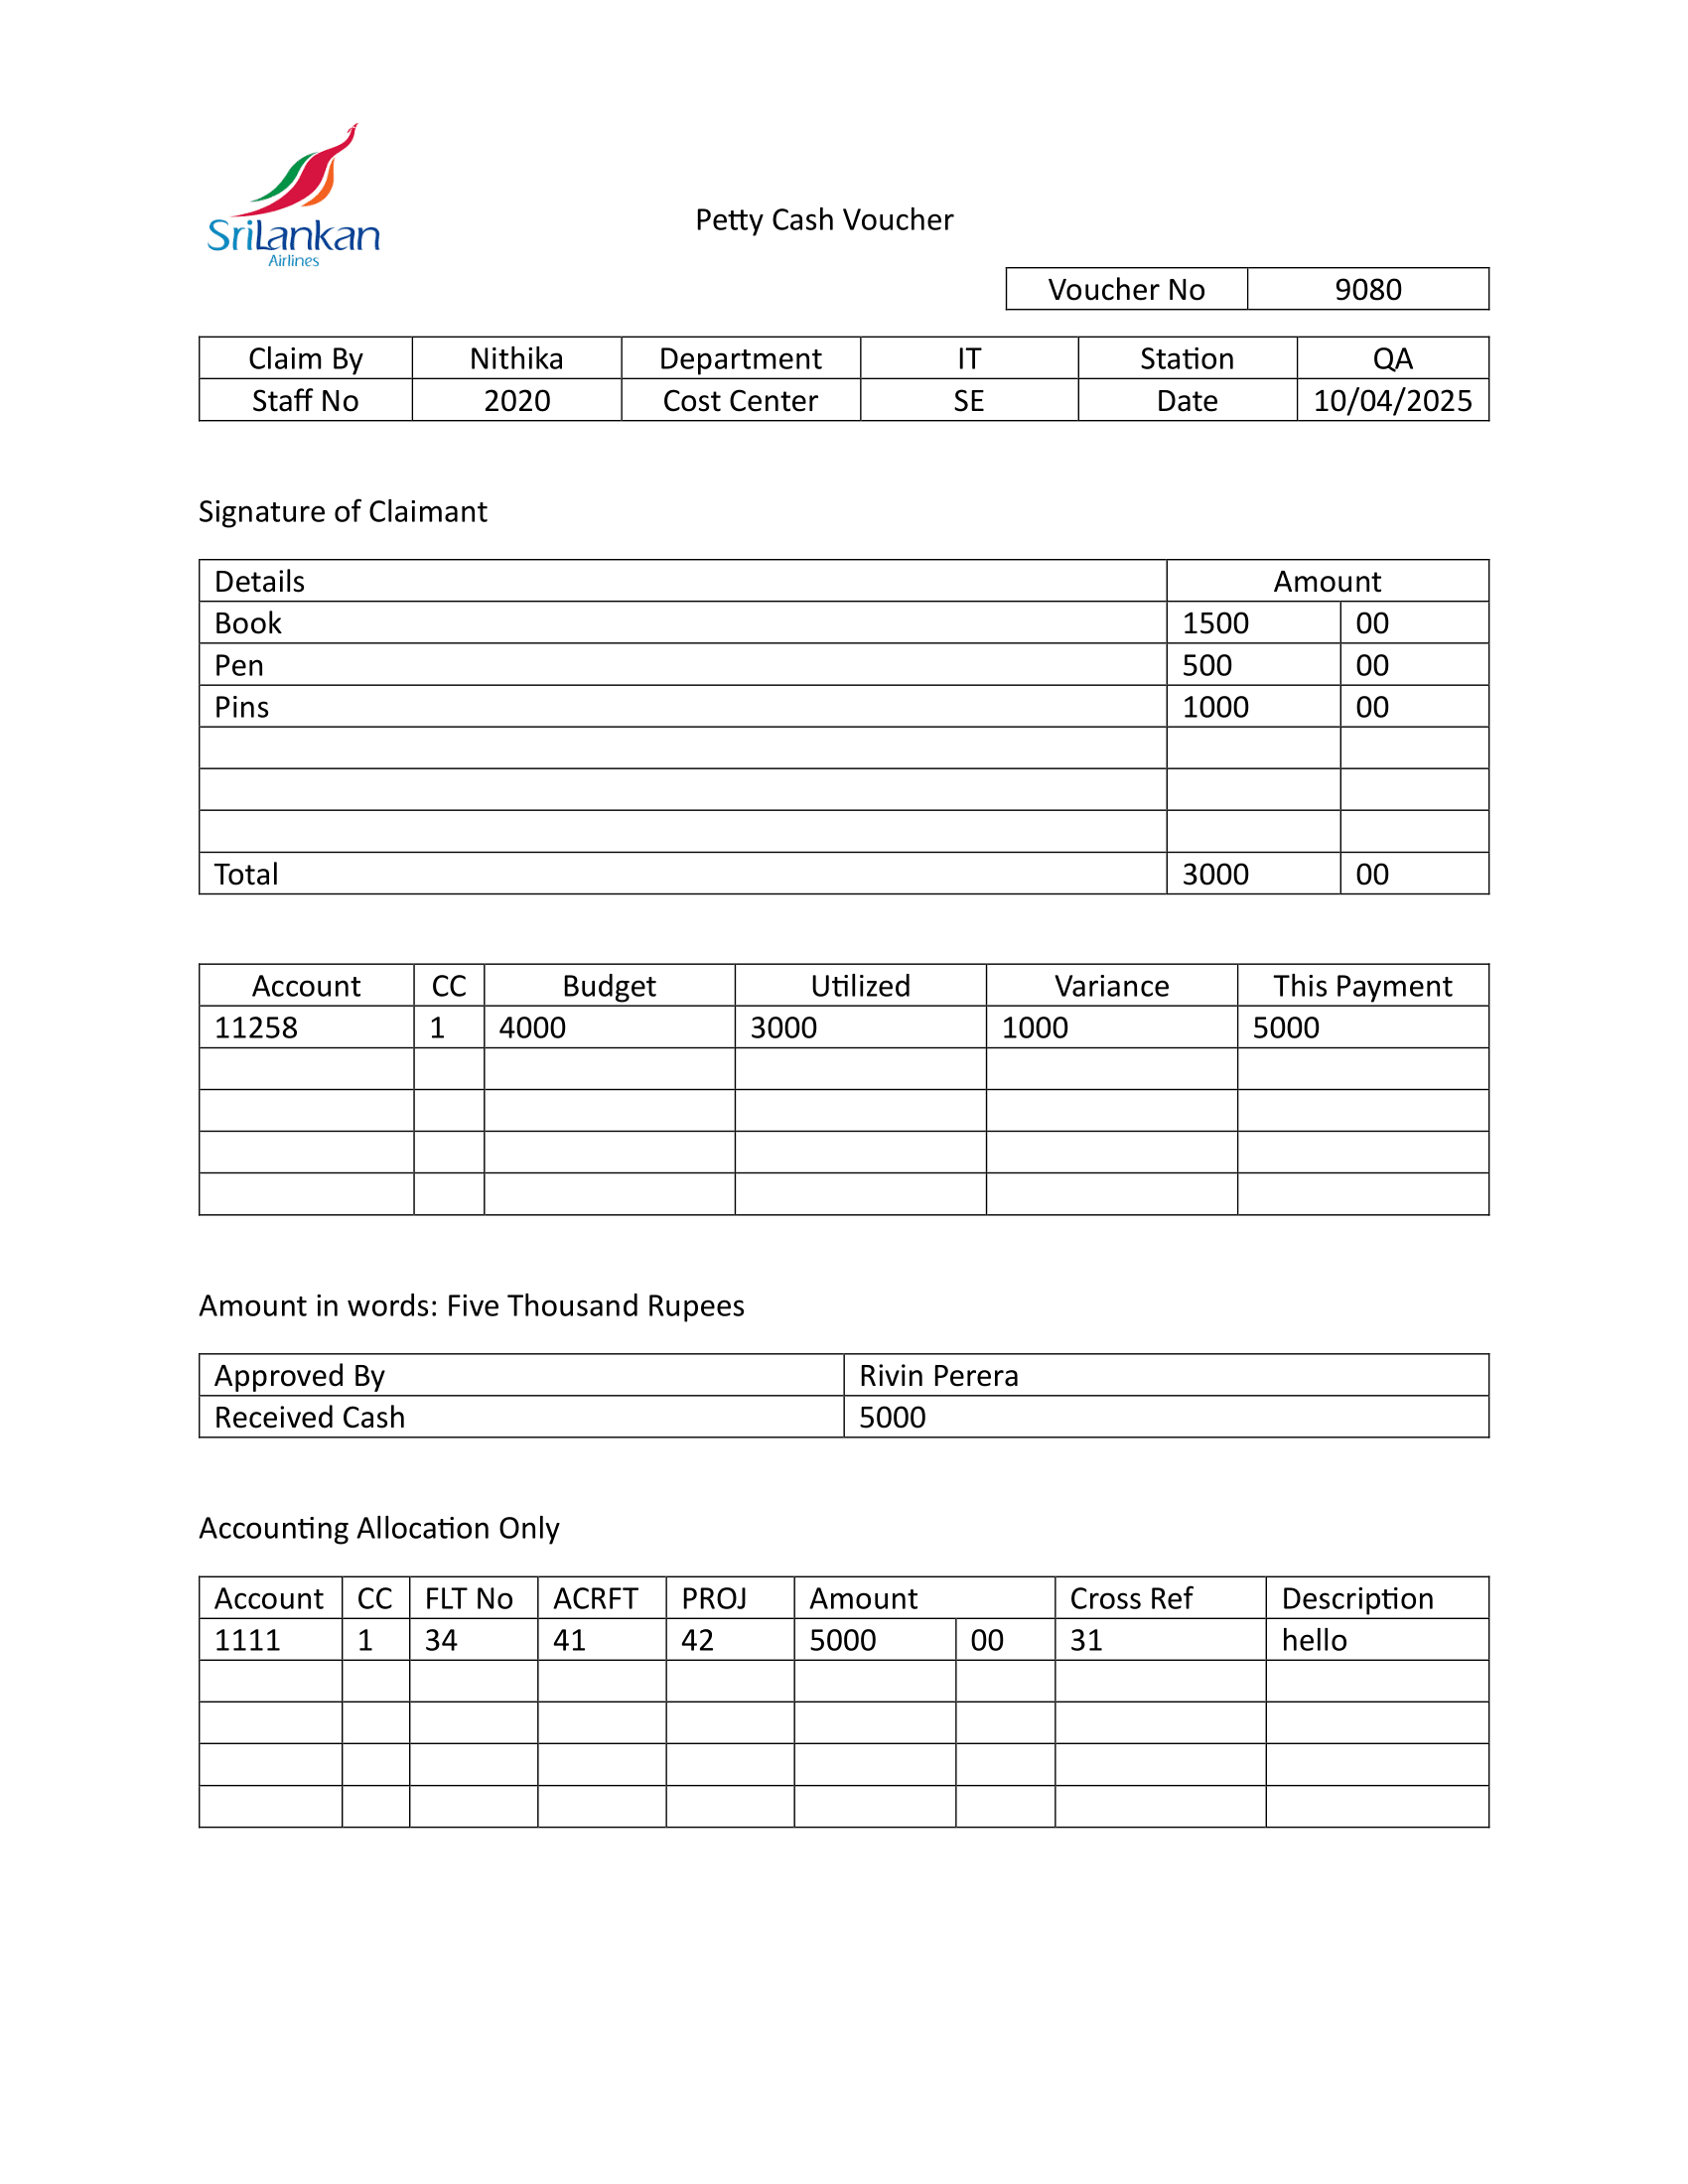 SriLankan
Airlines
Petty Cash Voucher
Voucher No 9080
Claim By Nithika Department IT Station QA
Staff No 2020 Cost Center SE Date 10/04/2025
Signature of Claimant
Details Amount
Book 1500 00
Pen 500 00
Pins 1000 00
Total 3000 00
Account CC Budget Utilized Variance This Payment
11258 1 4000 3000 1000 5000
Amount in words: Five Thousand Rupees
Approved By Rivin Perera
Received Cash 5000
Accounting Allocation Only
Account CC FLT No ACRFT PROJ Amount Cross Ref Description
1111 1 34 41 42 5000 00 31 hello